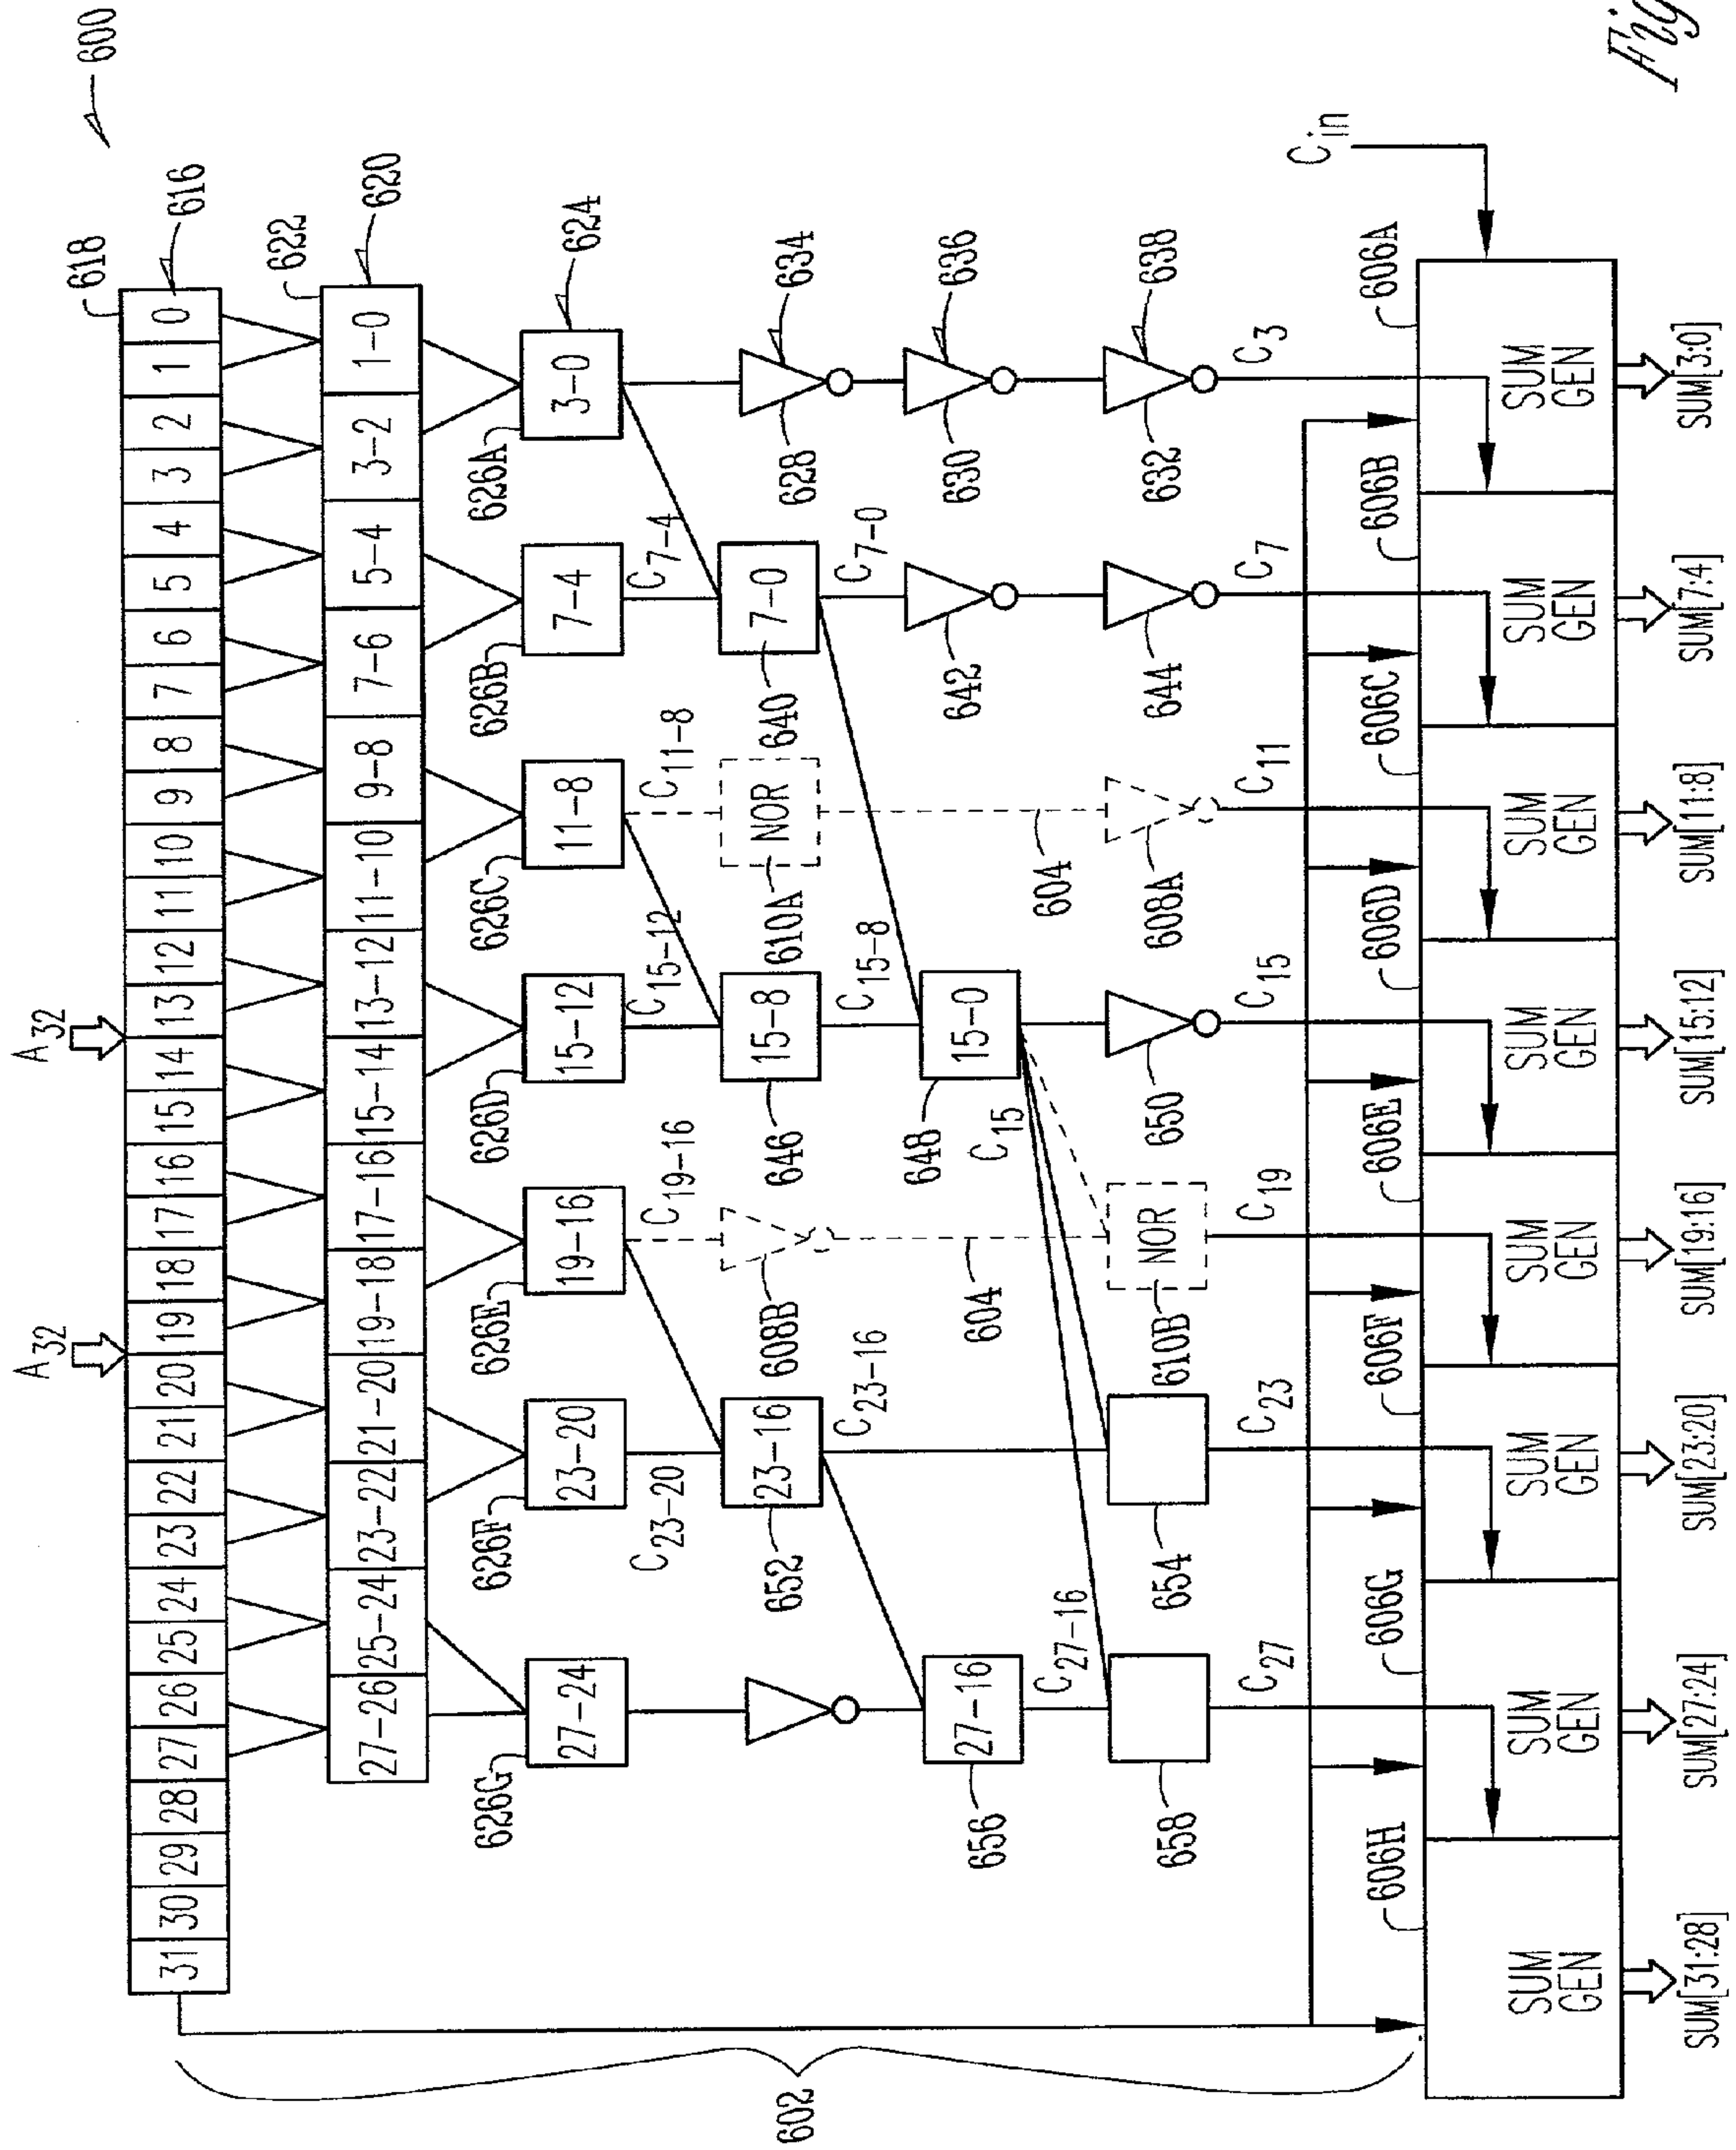 600
A32
A32
618
616
31 30 29 28 27 26 25 24 23 22 21 20 19 18 17 16 15 14 13 12 11 10 9 8 7 6 5 4 3 2 1 0
622
620
27-26 25-24 23-22 21-20 19-18 17-16 15-14 13-12 11-10 9-8 7-6 5-4 3-2 1-0
624
626G 626F 626E 626D 626C 626B 626A
27-24 23-20 19-16 15-12 11-8 7-4 3-0
C23-20 C19-16 C15-12 C11-8 C7-4
634
628
652 23-16
608B
646 15-8
610A NOR
640 7-0
C23-16 C15-8 C7-0
636
630
642
656 27-16
648 15-0
604
604
C27-16
C15
638
632
644
608A
650
610B NOR
654
658
C27 C23 C19 C15 C11 C7 C3
Cin
602
606H 606G 606F 606E 606D 606C 606B 606A
SUM GEN
SUM GEN
SUM GEN
SUM GEN
SUM GEN
SUM GEN
SUM GEN
SUM GEN
SUM[31:28] SUM[27:24] SUM[23:20] SUM[19:16] SUM[15:12] SUM[11:8] SUM[7:4] SUM[3:0]